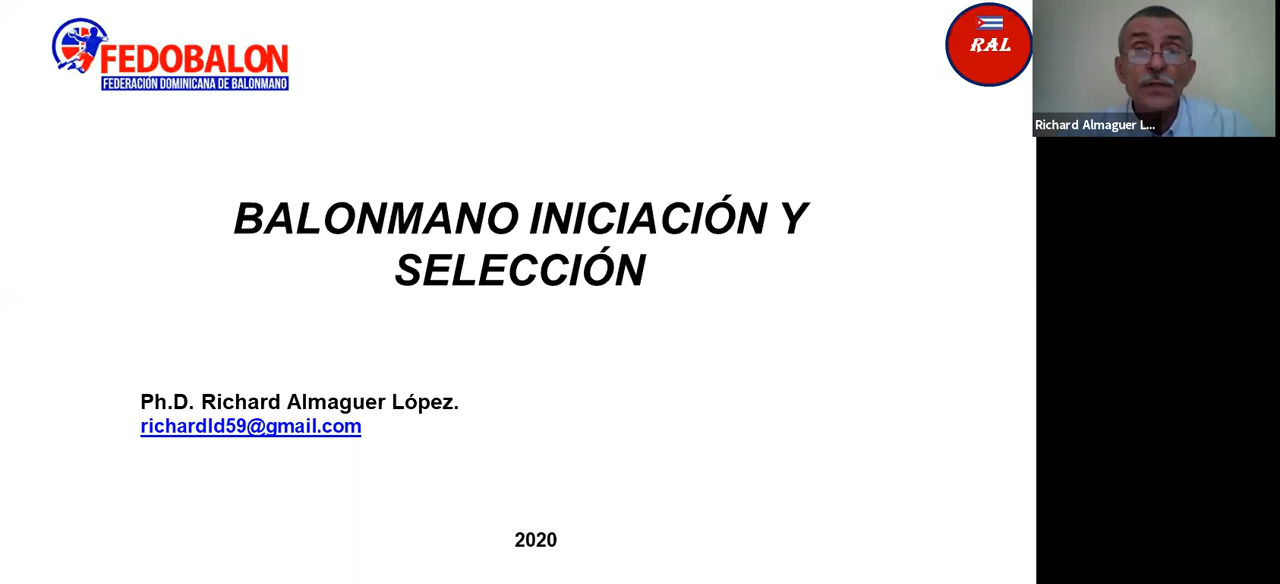 FEDOBALON
FEDERACIÓN DOMINICANA DE BALONMANO
RAL
Richard Almaguer L...
BALONMANO INICIACIÓN Y
SELECCIÓN
Ph.D. Richard Almaguer López.
richardld59@gmail.com
2020